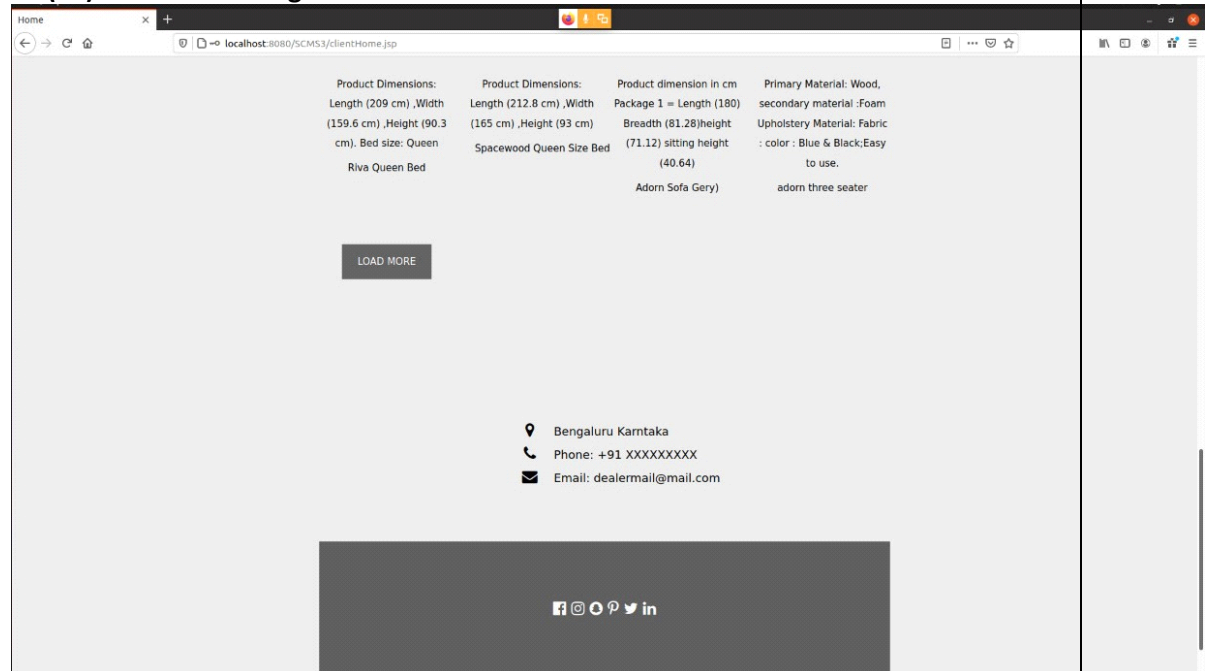 Home
localhost:8080/SCMS3/clientHome.jsp
Product Dimensions:
Length (209 cm) ,Width
(159.6 cm) ,Height (90.3
cm). Bed size: Queen
Riva Queen Bed
Product Dimensions:
Length (212.8 cm) ,Width
(165 cm) ,Height (93 cm)
Spacewood Queen Size Bed
Product dimension in cm
Package 1 = Length (180)
Breadth (81.28)height
(71.12) sitting height
(40.64)
Adorn Sofa Gery)
Primary Material: Wood,
secondary material :Foam
Upholstery Material: Fabric
: color : Blue & Black;Easy
to use.
adorn three seater
LOAD MORE
Bengaluru Karntaka
Phone: +91 XXXXXXXXX
Email: dealermail@mail.com